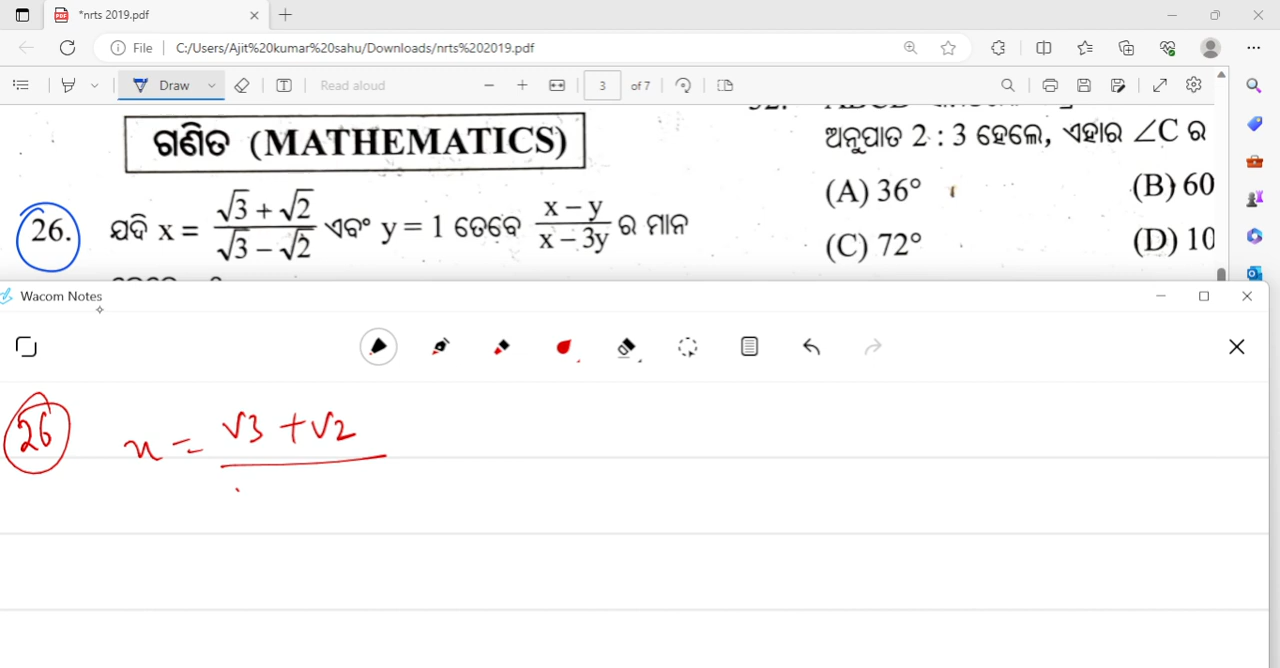 *nrts 2019.pdf
File C:/Users/Ajit%20kumar%20sahu/Downloads/nrts%202019.pdf
Draw Read aloud 3 of 7
ଗଣିତ (MATHEMATICS)
26. ଯଦି x = (√3 + √2)/(√3 – √2) ଏବଂ y = 1 ତେବେ (x – y)/(x – 3y) ର ମାନ
ଅନୁପାତ 2 : 3 ହେଲେ, ଏହାର ∠C ର
(A) 36° (B) 60
(C) 72° (D) 10
Wacom Notes
26 x = √3 + √2